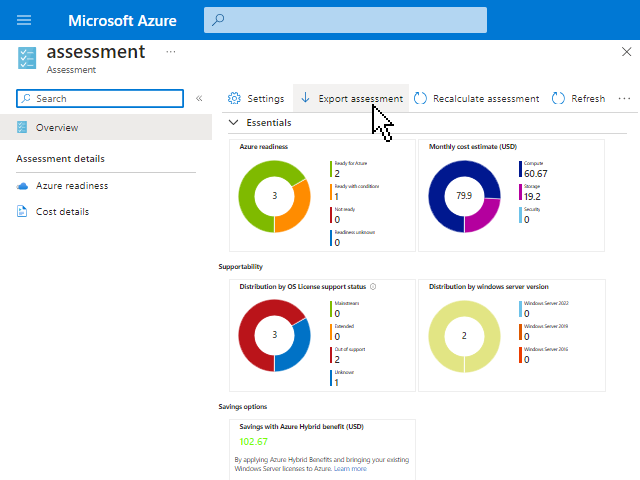 Microsoft Azure
assessment ...
Assessment
Search «
Overview
Assessment details
Azure readiness
Cost details
Settings Export assessment Recalculate assessment Refresh ...
Essentials
Azure readiness
3
Ready for Azure
2
Ready with conditions
1
Not ready
0
Readiness unknown
0
Monthly cost estimate (USD)
79.9
Compute
60.67
Storage
19.2
Security
0
Supportability
Distribution by OS License support status
3
Mainstream
0
Extended
0
Out of support
2
Unknown
1
Distribution by windows server version
2
Windows Server 2022
0
Windows Server 2019
0
Windows Server 2016
0
Savings options
Savings with Azure Hybrid benefit (USD)
102.67
By applying Azure Hybrid Benefits and bringing your existing
Windows Server licenses to Azure. Learn more